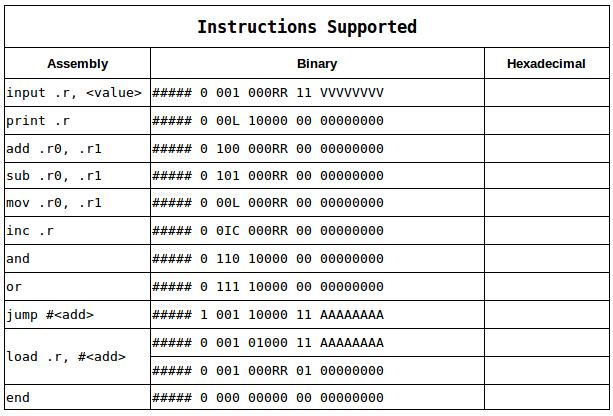 Instructions Supported
Assembly Binary Hexadecimal
input .r, <value> ##### 0 001 000RR 11 VVVVVVVV
print .r ##### 0 00L 10000 00 00000000
add .r0, .r1 ##### 0 100 000RR 00 00000000
sub .r0, .r1 ##### 0 101 000RR 00 00000000
mov .r0, .r1 ##### 0 00L 000RR 00 00000000
inc .r ##### 0 0IC 000RR 00 00000000
and ##### 0 110 10000 00 00000000
or ##### 0 111 10000 00 00000000
jump #<add> ##### 1 001 10000 11 AAAAAAAA
load .r, #<add> ##### 0 001 01000 11 AAAAAAAA
##### 0 001 000RR 01 00000000
end ##### 0 000 00000 00 00000000